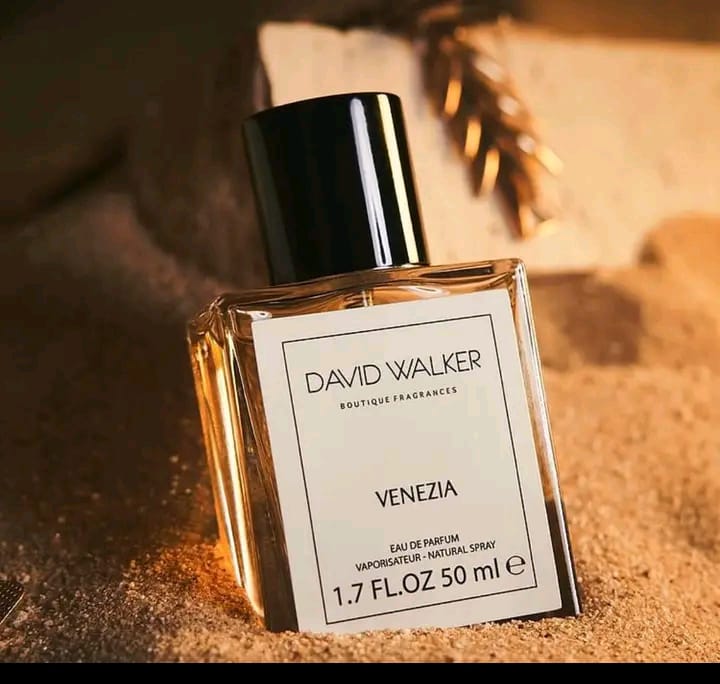 DAVID WALKER
BOUTIQUE FRAGRANCES
VENEZIA
EAU DE PARFUM
VAPORISATEUR - NATURAL SPRAY
1.7 FL.OZ 50 ml ℮